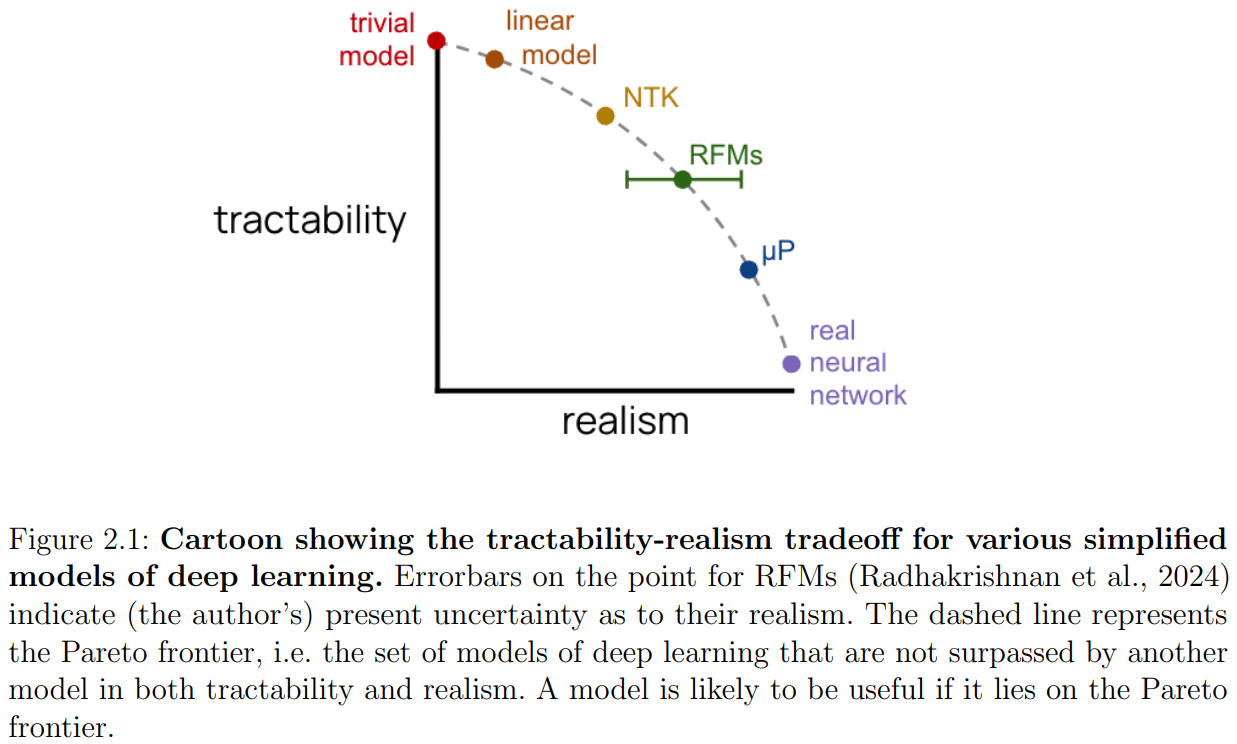 trivial
model
linear
model
NTK
RFMs
tractability
μP
real
neural
network
realism
Figure 2.1: Cartoon showing the tractability-realism tradeoff for various simplified
models of deep learning. Errorbars on the point for RFMs (Radhakrishnan et al., 2024)
indicate (the author's) present uncertainty as to their realism. The dashed line represents
the Pareto frontier, i.e. the set of models of deep learning that are not surpassed by another
model in both tractability and realism. A model is likely to be useful if it lies on the Pareto
frontier.